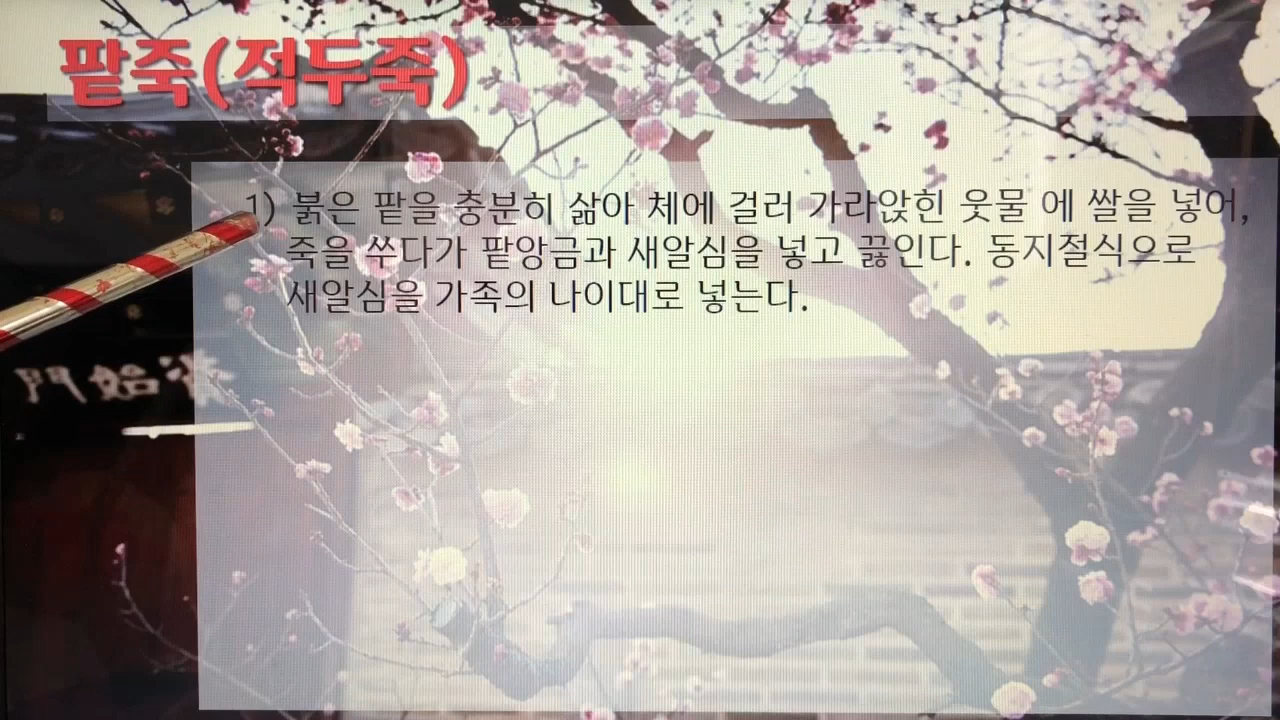 팥죽(적두죽)
1) 붉은 팥을 충분히 삶아 체에 걸러 가라앉힌 웃물 에 쌀을 넣어,
죽을 쑤다가 팥앙금과 새알심을 넣고 끓인다. 동지절식으로
새알심을 가족의 나이대로 넣는다.
門始